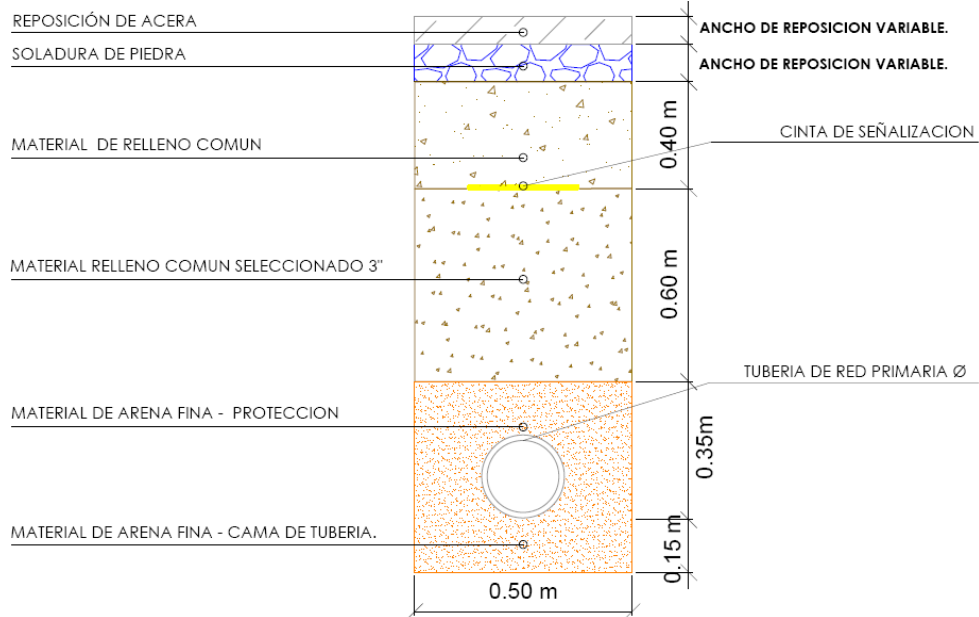 REPOSICIÓN DE ACERA
ANCHO DE REPOSICION VARIABLE.
SOLADURA DE PIEDRA
ANCHO DE REPOSICION VARIABLE.
0.40 m
CINTA DE SEÑALIZACION
MATERIAL DE RELLENO COMUN
MATERIAL RELLENO COMUN SELECCIONADO 3"
0.60 m
TUBERIA DE RED PRIMARIA Ø
MATERIAL DE ARENA FINA - PROTECCION
0.35m
MATERIAL DE ARENA FINA - CAMA DE TUBERIA.
0.15 m
0.50 m